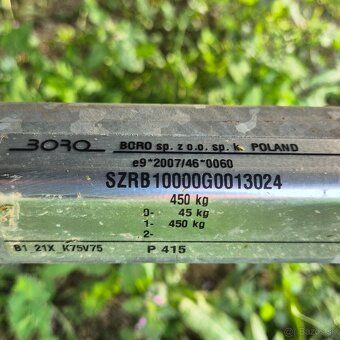 BORO BORO sp. z o.o. sp. k. POLAND
e9*2007/46*0060
SZRB10000G0013024
450 kg
0- 45 kg
1- 450 kg
2-
B1 21X K75V75 P 415